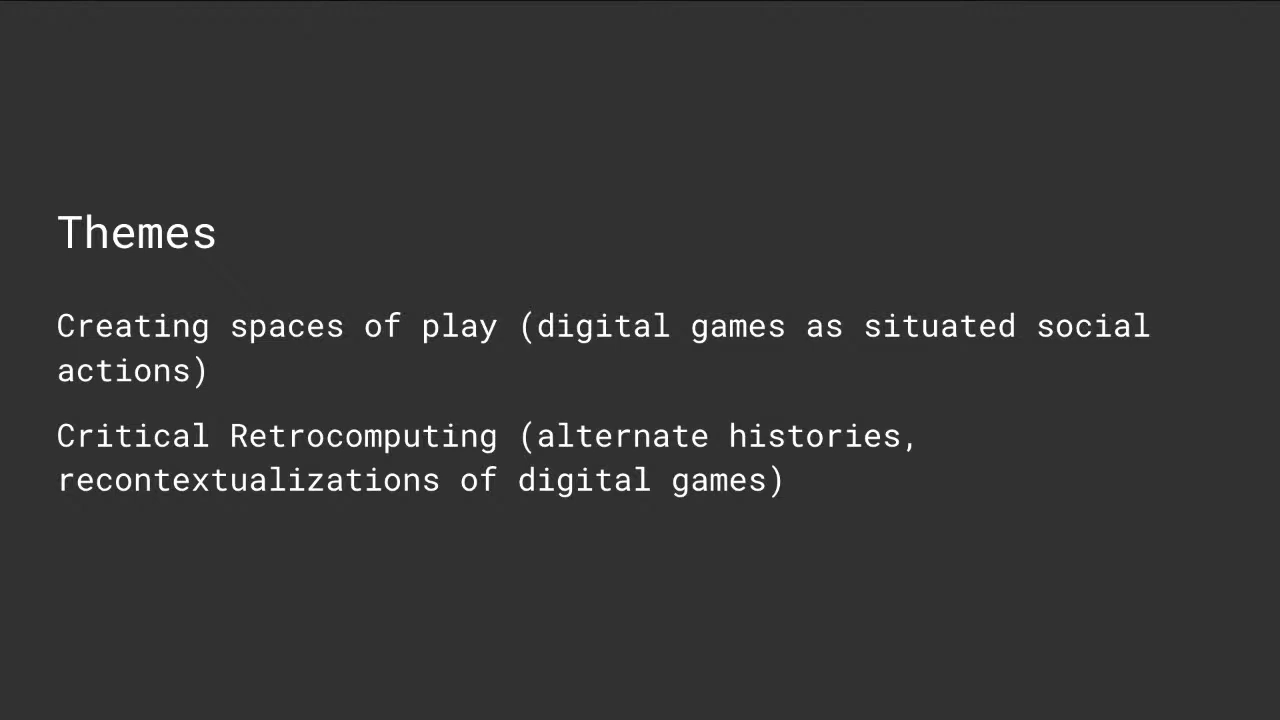 Themes
Creating spaces of play (digital games as situated social
actions)
Critical Retrocomputing (alternate histories,
recontextualizations of digital games)